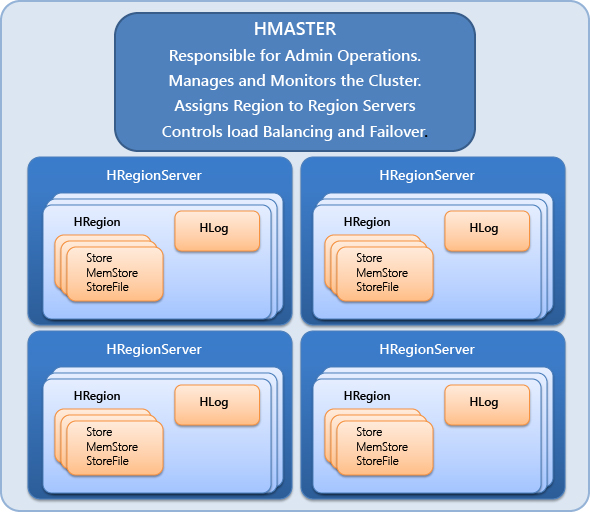 HMASTER
Responsible for Admin Operations.
Manages and Monitors the Cluster.
Assigns Region to Region Servers
Controls load Balancing and Failover.
HRegionServer
HRegion
HLog
Store
MemStore
StoreFile
HRegionServer
HRegion
HLog
Store
MemStore
StoreFile
HRegionServer
HRegion
HLog
Store
MemStore
StoreFile
HRegionServer
HRegion
HLog
Store
MemStore
StoreFile